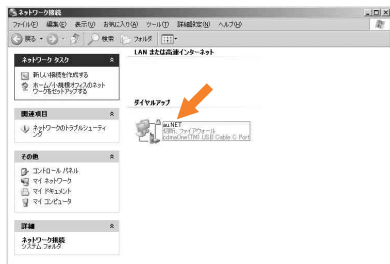 ネットワーク接続
ファイル(F) 編集(E) 表示(V) お気に入り(A) ツール(T) 詳細設定(N) ヘルプ(H)
戻る 検索 フォルダ
ネットワーク タスク
新しい接続を作成する
ホーム/小規模オフィスのネットワークをセットアップする
関連項目
ネットワークのトラブルシューティング
その他
コントロール パネル
マイ ネットワーク
マイ ドキュメント
マイ コンピュータ
詳細
ネットワーク接続
システム フォルダ
LAN または高速インターネット
ダイヤルアップ
au.NET
切断、ファイアウォール
cdmaOne(TM) USB Cable C Port